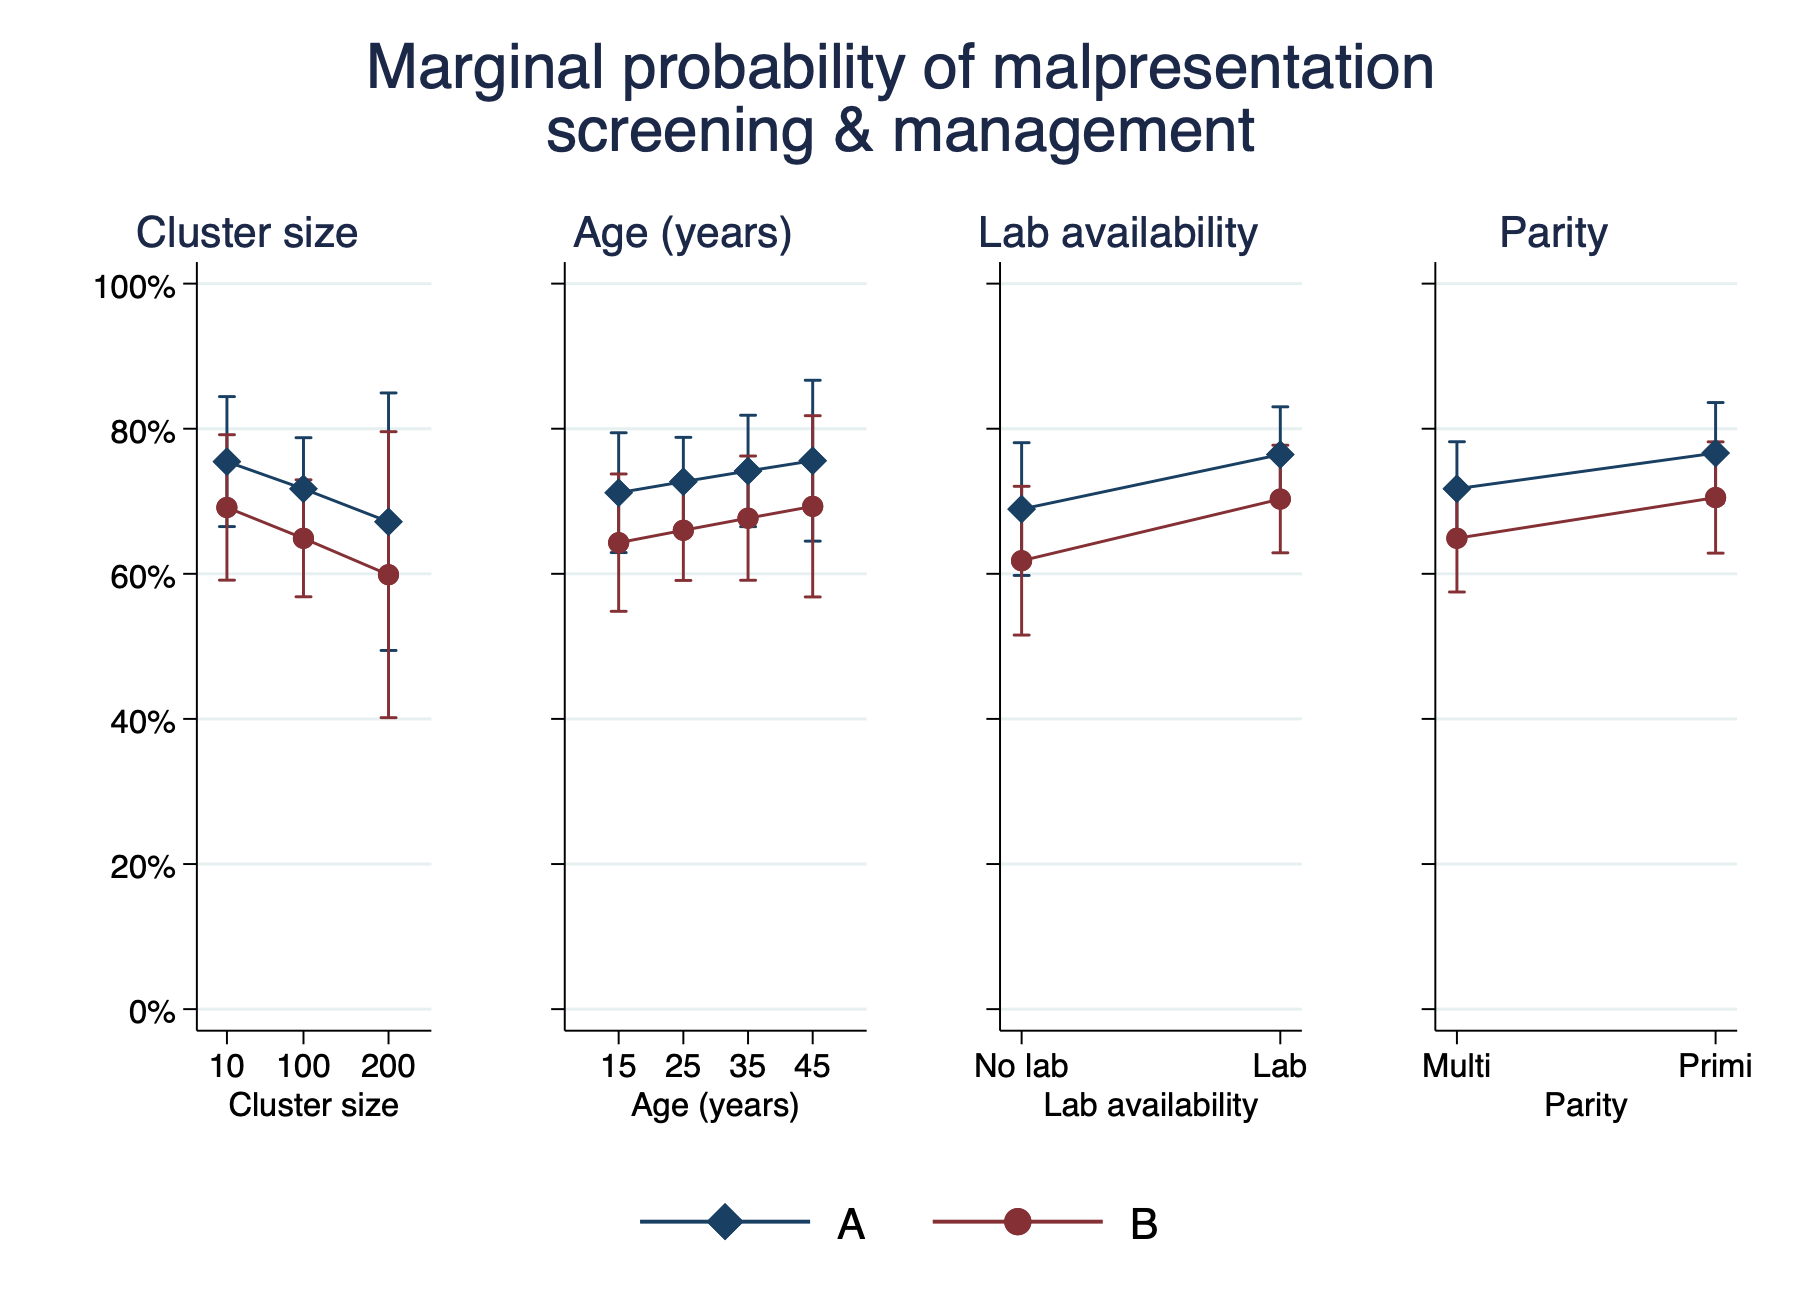 Marginal probability of malpresentation
screening & management
Cluster size
Age (years)
Lab availability
Parity
100%
80%
60%
40%
20%
0%
10 100 200
Cluster size
15 25 35 45
Age (years)
No lab Lab
Lab availability
Multi Primi
Parity
A
B